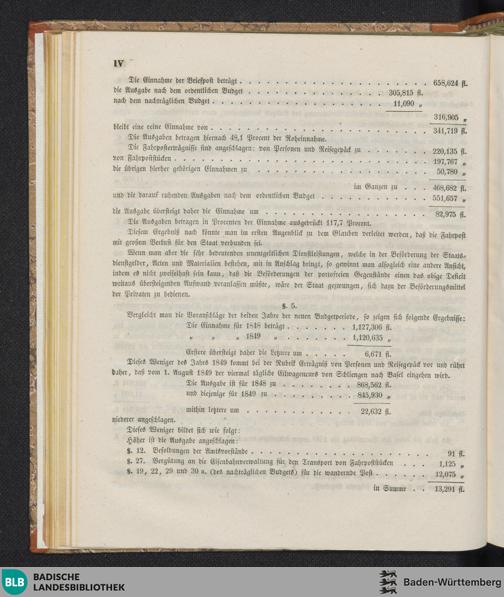 IV
Die Einnahme der Briefpost beträgt . . . . 658,624 fl.
die Ausgabe nach dem ordentlichen Budget . . . . 305,815 fl.
nach dem nachträglichen Budget . . . . 11,090 „
316,905 „
bleibt eine reine Einnahme von . . . . 341,719 fl.
Die Ausgaben betragen hiernach 48,1 Procent der Roheinnahme.
Die Fahrposterträgnisse sind angeschlagen: von Personen und Reisegepäck zu . . . . 220,135 fl.
von Fahrpoststücken . . . . 197,767 „
die übrigen hierher gehörigen Einnahmen zu . . . . 50,780 „
im Ganzen zu . . . 468,682 fl.
und die darauf ruhenden Ausgaben nach dem ordentlichen Budget . . . . 551,657 „
die Ausgabe übersteigt daher die Einnahme um . . . . 82,975 fl.
Die Ausgaben betragen in Procenten der Einnahme ausgedrückt 117,7 Procent.
Diesem Ergebniß nach könnte man im ersten Augenblick zu dem Glauben verleitet werden, daß die Fahrpost
mit großem Verlust für den Staat verbunden sei.
Wenn man aber die sehr bedeutenden unentgeltlichen Dienstleistungen, welche in der Beförderung der Staats-
dienstgelder, Akten und Materialien bestehen, mit in Anschlag bringt, so gewinnt man alsogleich eine andere Ansicht,
indem es nicht zweifelhaft sein kann, daß die Beförderungen der portofreien Gegenstände einen das obige Deficit
weitaus übersteigenden Aufwand veranlassen müßte, wäre der Staat gezwungen, sich dazu der Beförderungsmittel
der Privaten zu bedienen.
§. 5.
Vergleicht man die Voranschläge der beiden Jahre der neuen Budgetperiode, so zeigen sich folgende Ergebnisse:
Die Einnahme für 1848 beträgt . . . . 1,127,306 fl.
„ „ „ 1849 „ . . . . 1,120,635 „
Erstere übersteigt daher die Letztere um . . . . 6,671 fl.
Dieses Weniger des Jahrs 1849 kommt bei der Rubrik Erträgniß von Personen und Reisegepäck vor und rührt
daher, daß vom 1. August 1849 der viermal tägliche Eilwagencurs von Schliengen nach Basel eingehen wird.
Die Ausgabe ist für 1848 zu . . . . 868,562 fl.
und diejenige für 1849 zu . . . . 845,930 „
mithin letztere um . . . . 22,632 fl.
niederer angeschlagen.
Dieses Weniger bildet sich wie folgt:
Höher ist die Ausgabe angeschlagen:
§. 12. Besoldungen der Amtsvorstände . . . . 91 fl.
§. 27. Vergütung an die Eisenbahnverwaltung für den Transport von Fahrpoststücken . . . 1,125 „
§. 19, 22, 29 und 30 a. (des nachträglichen Budgets) für die wandernde Post . . . . 12,075 „
in Summe . . 13,291 fl.
BLB
BADISCHE
LANDESBIBLIOTHEK
Baden-Württemberg